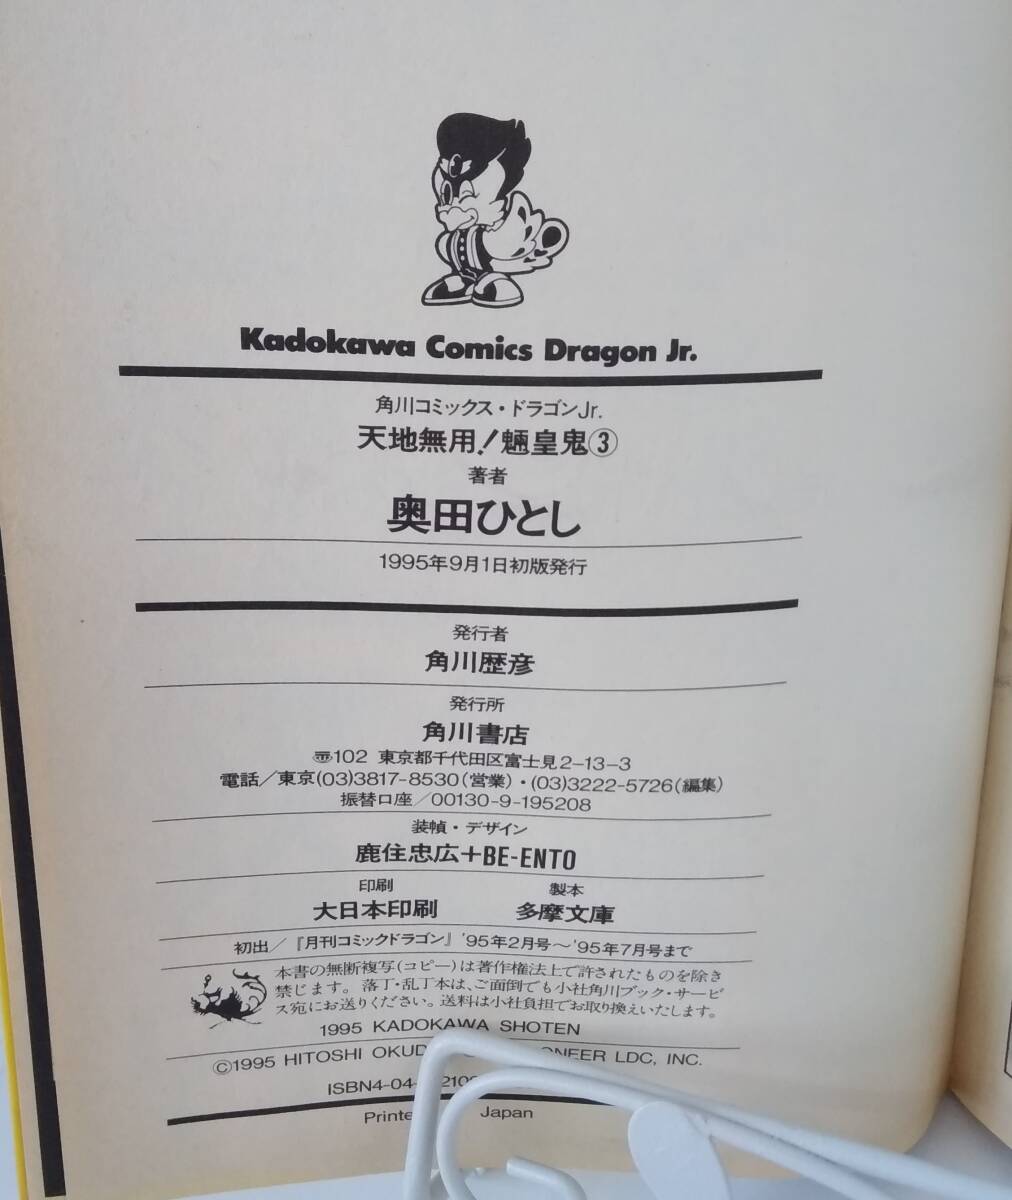 Kadokawa Comics Dragon Jr.
角川コミックス・ドラゴンJr.
天地無用!魎皇鬼③
著者
奥田ひとし
1995年9月1日初版発行
発行者
角川歴彦
発行所
角川書店
〒102 東京都千代田区富士見2-13-3
電話/東京(03)3817-8530(営業)・(03)3222-5726(編集)
振替口座/00130-9-195208
装幀・デザイン
鹿住忠広+BE-ENTO
印刷 製本
大日本印刷 多摩文庫
初出/『月刊コミックドラゴン』'95年2月号〜'95年7月号まで
本書の無断複写(コピー)は著作権法上で許されたものを除き
禁じます。落丁・乱丁本は、ご面倒でも小社角川ブック・サービ
ス宛にお送りください。送料は小社負担でお取り換えいたします。
1995 KADOKAWA SHOTEN
©1995 HITOSHI LDC, INC.
ISBN4-04-
Japan